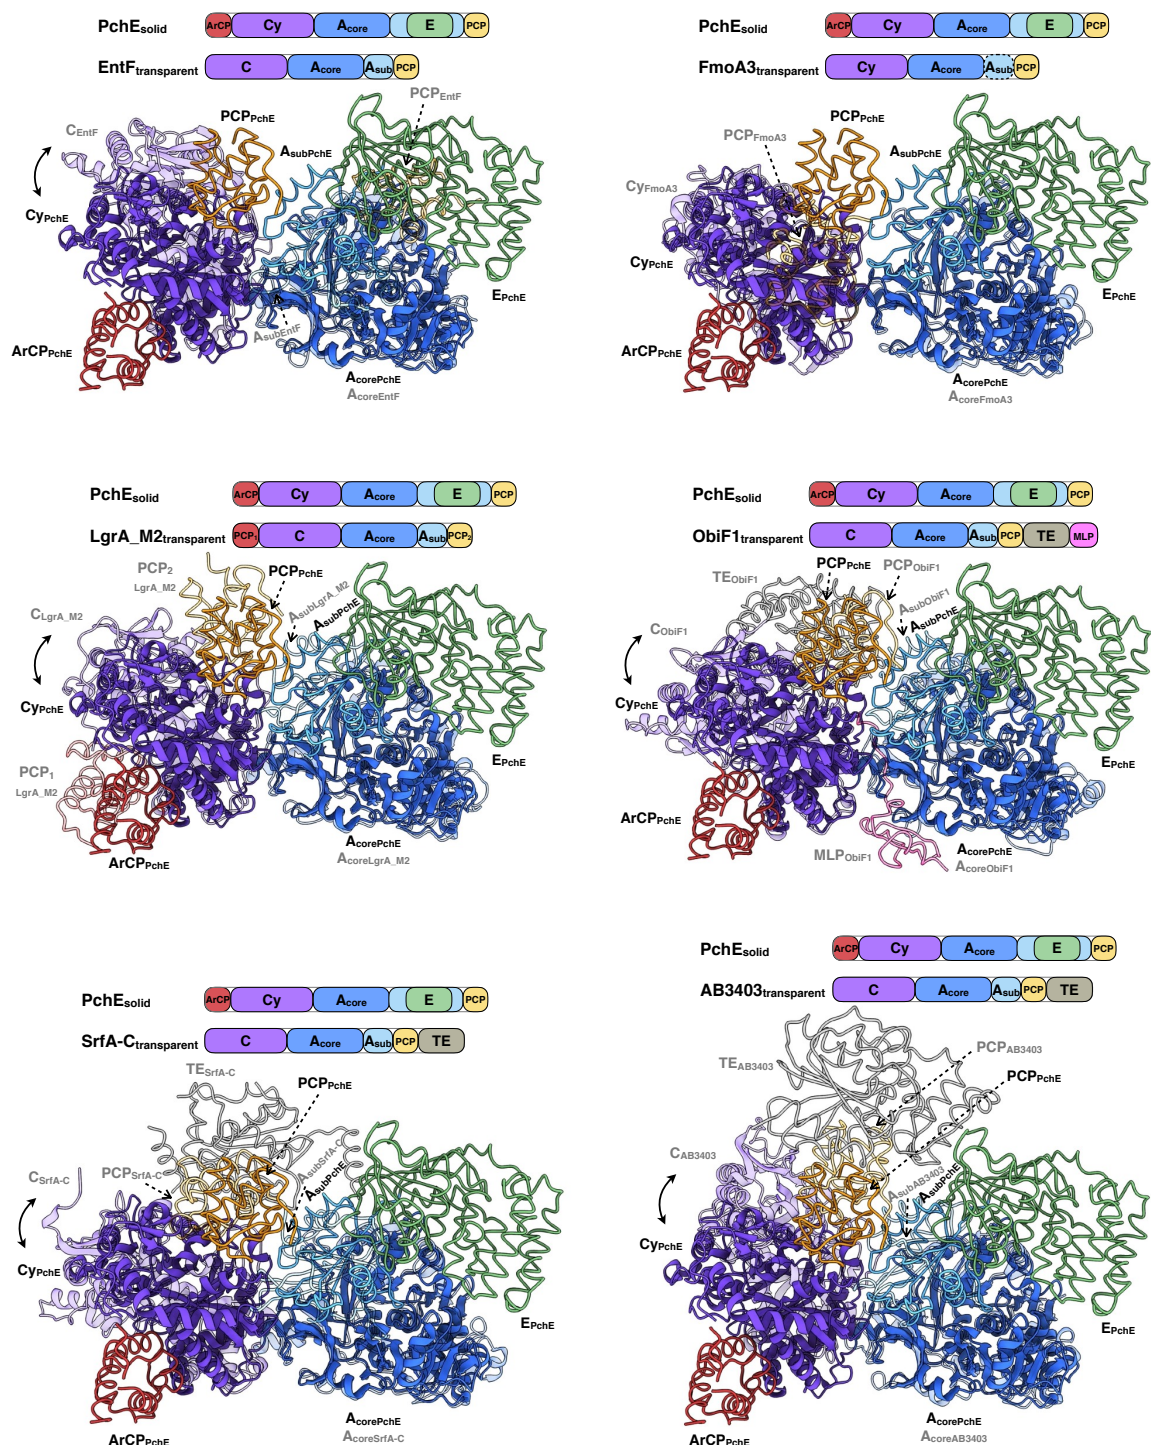 PchEsolid
ArCP Cy Acore E PCP
EntFtransparent
C Acore Asub PCP
PCPEntF
CEntF
PCPPchE
AsubPchE
CyPchE
EPchE
AsubEntF
ArCPPchE
AcorePchE
AcoreEntF
PchEsolid
ArCP Cy Acore E PCP
FmoA3transparent
Cy Acore Asub PCP
PCPPchE
PCPFmoA3
AsubPchE
CyFmoA3
CyPchE
EPchE
ArCPPchE
AcorePchE
AcoreFmoA3
PchEsolid
ArCP Cy Acore E PCP
LgrA_M2transparent
PCP1 C Acore Asub PCP2
PCP2
LgrA_M2
PCPPchE
AsubLgrA_M2
AsubPchE
CLgrA_M2
CyPchE
EPchE
PCP1
LgrA_M2
ArCPPchE
AcorePchE
AcoreLgrA_M2
PchEsolid
ArCP Cy Acore E PCP
ObiF1transparent
C Acore Asub PCP TE MLP
PCPPchE
PCPObiF1
TEObiF1
AsubObiF1
AsubPchE
CObiF1
CyPchE
EPchE
ArCPPchE
MLPObiF1
AcorePchE
AcoreObiF1
PchEsolid
ArCP Cy Acore E PCP
SrfA-Ctransparent
C Acore Asub PCP TE
TESrfA-C
PCPPchE
CSrfA-C
PCPSrfA-C
AsubSrfA-C
AsubPchE
CyPchE
EPchE
ArCPPchE
AcorePchE
AcoreSrfA-C
PchEsolid
ArCP Cy Acore E PCP
AB3403transparent
C Acore Asub PCP TE
PCPAB3403
TEAB3403
PCPPchE
CAB3403
AsubAB3403
AsubPchE
CyPchE
EPchE
ArCPPchE
AcorePchE
AcoreAB3403